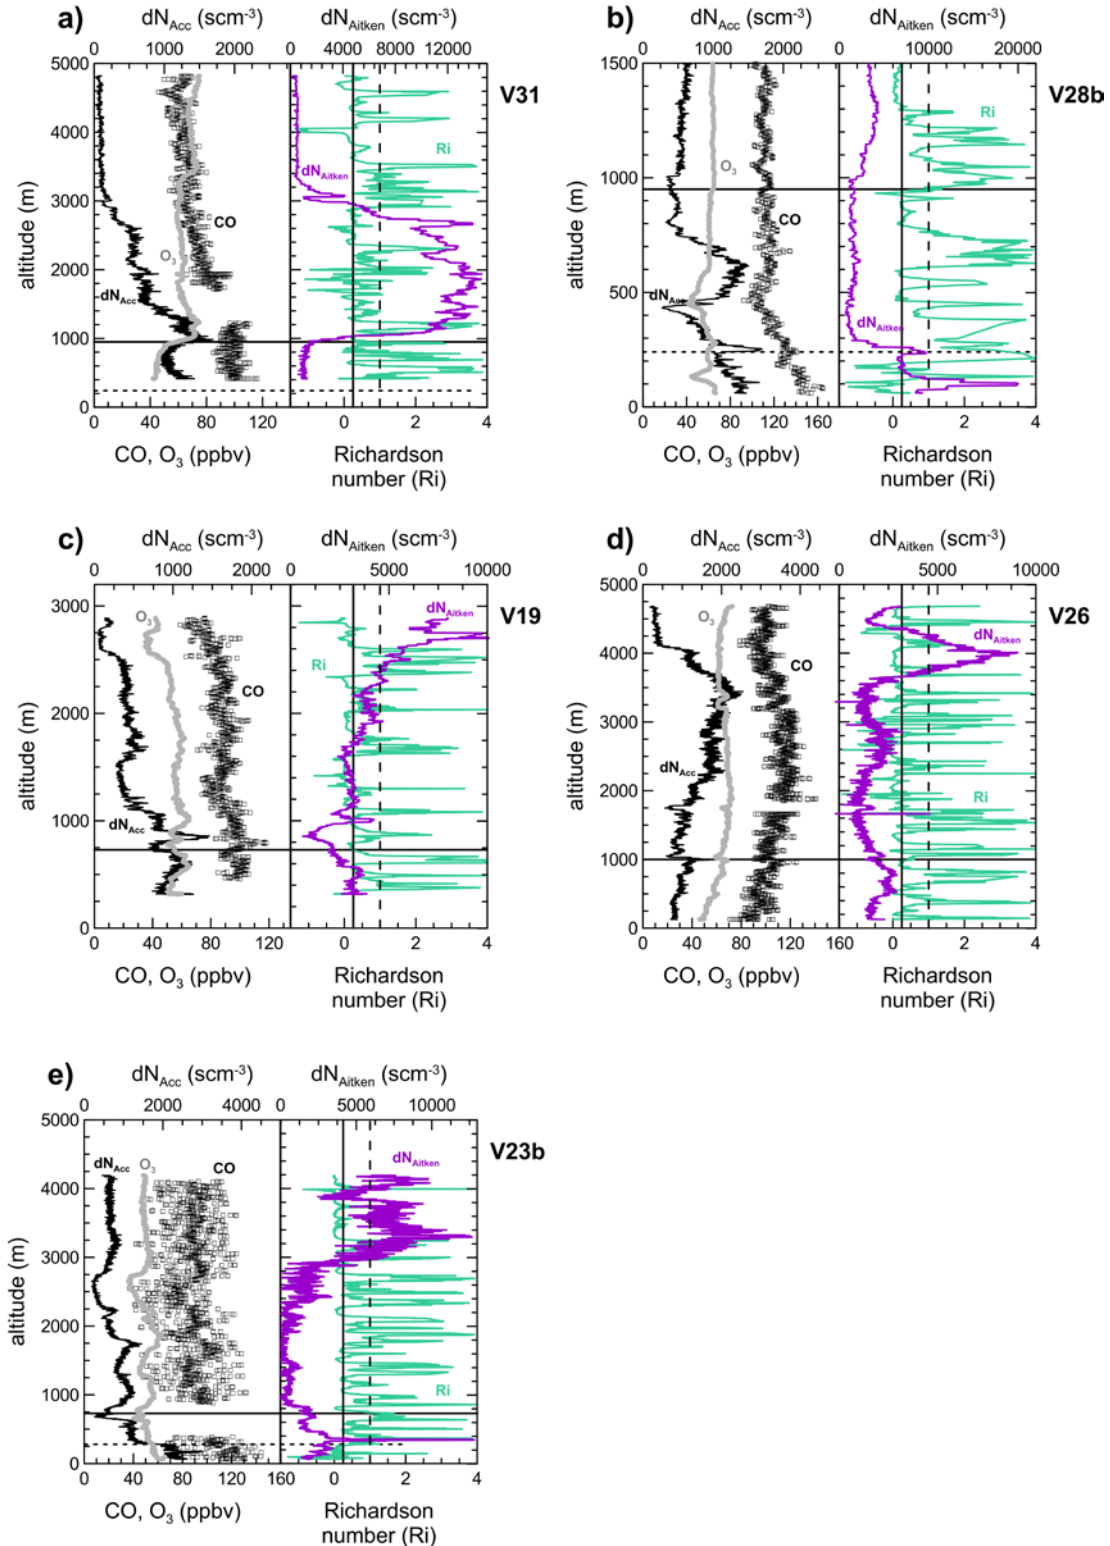 a)
dN_Acc (scm⁻³) dN_Aitken (scm⁻³)
0 1000 2000 0 4000 8000 12000
V31
altitude (m)
5000
4000
3000
2000
1000
0
Ri
dN_Aitken
CO
O₃
dN_Acc
0 40 80 120 0 2 4
CO, O₃ (ppbv) Richardson
number (Ri)
b)
dN_Acc (scm⁻³) dN_Aitken (scm⁻³)
0 1000 2000 0 10000 20000
V28b
altitude (m)
1500
1000
500
0
Ri
O₃
CO
dN_Acc
dN_Aitken
0 40 80 120 160 0 2 4
CO, O₃ (ppbv) Richardson
number (Ri)
c)
dN_Acc (scm⁻³) dN_Aitken (scm⁻³)
0 1000 2000 0 5000 10000
V19
altitude (m)
3000
2000
1000
0
O₃
dN_Aitken
Ri
CO
dN_Acc
0 40 80 120 0 2 4
CO, O₃ (ppbv) Richardson
number (Ri)
d)
dN_Acc (scm⁻³) dN_Aitken (scm⁻³)
0 2000 4000 0 5000 10000
V26
altitude (m)
5000
4000
3000
2000
1000
0
O₃
dN_Aitken
CO
dN_Acc
Ri
0 40 80 120 160 0 2 4
CO, O₃ (ppbv) Richardson
number (Ri)
e)
dN_Acc (scm⁻³) dN_Aitken (scm⁻³)
0 2000 4000 0 5000 10000
V23b
altitude (m)
5000
4000
3000
2000
1000
0
dN_Acc O₃ CO dN_Aitken
Ri
0 40 80 120 160 0 2 4
CO, O₃ (ppbv) Richardson
number (Ri)